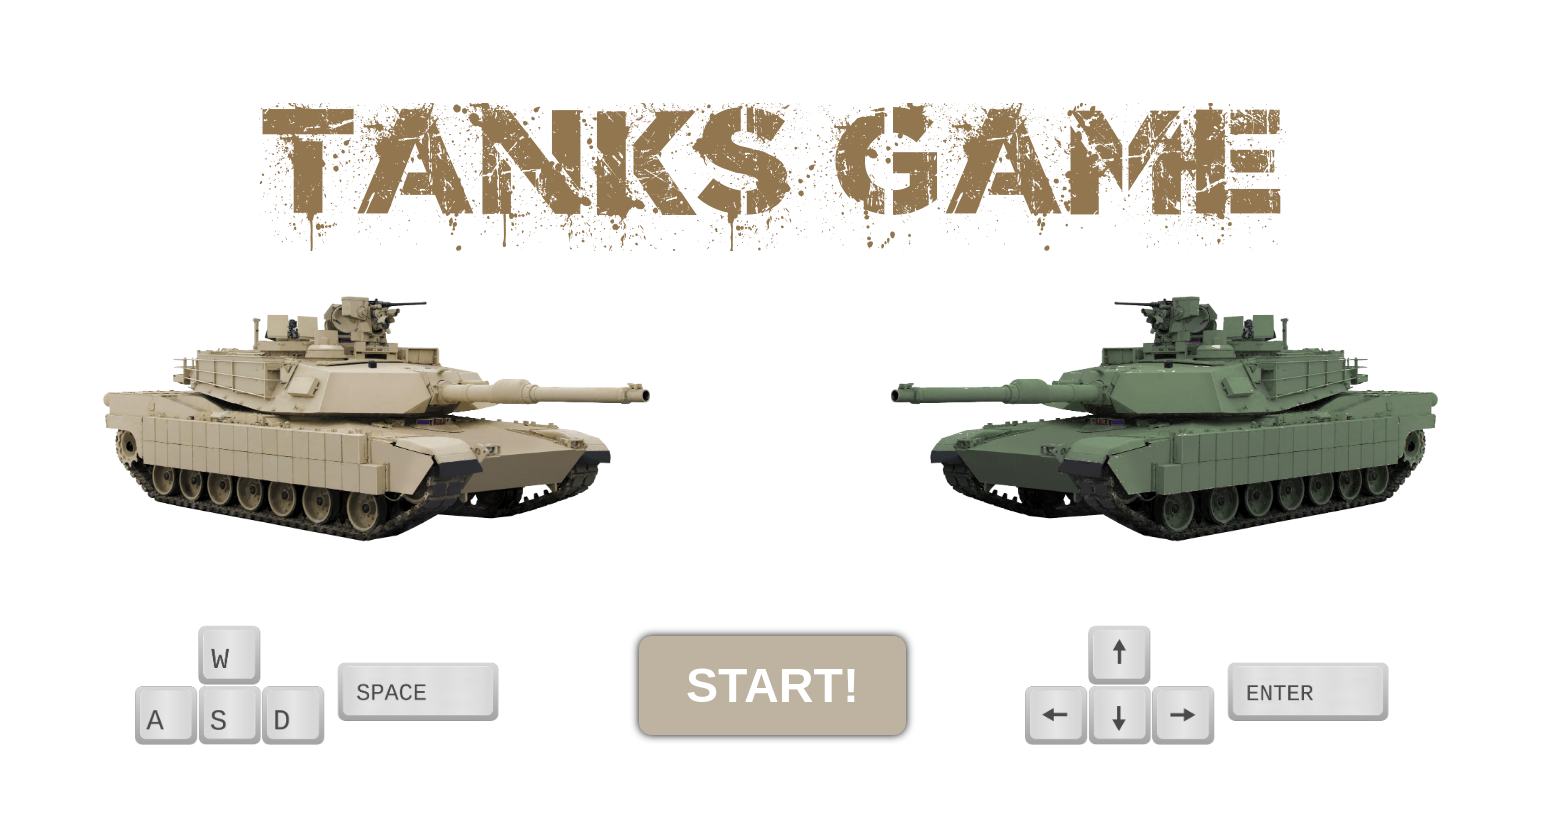 TANKS GAME
W
A S D
SPACE
START!
↑
← ↓ →
ENTER